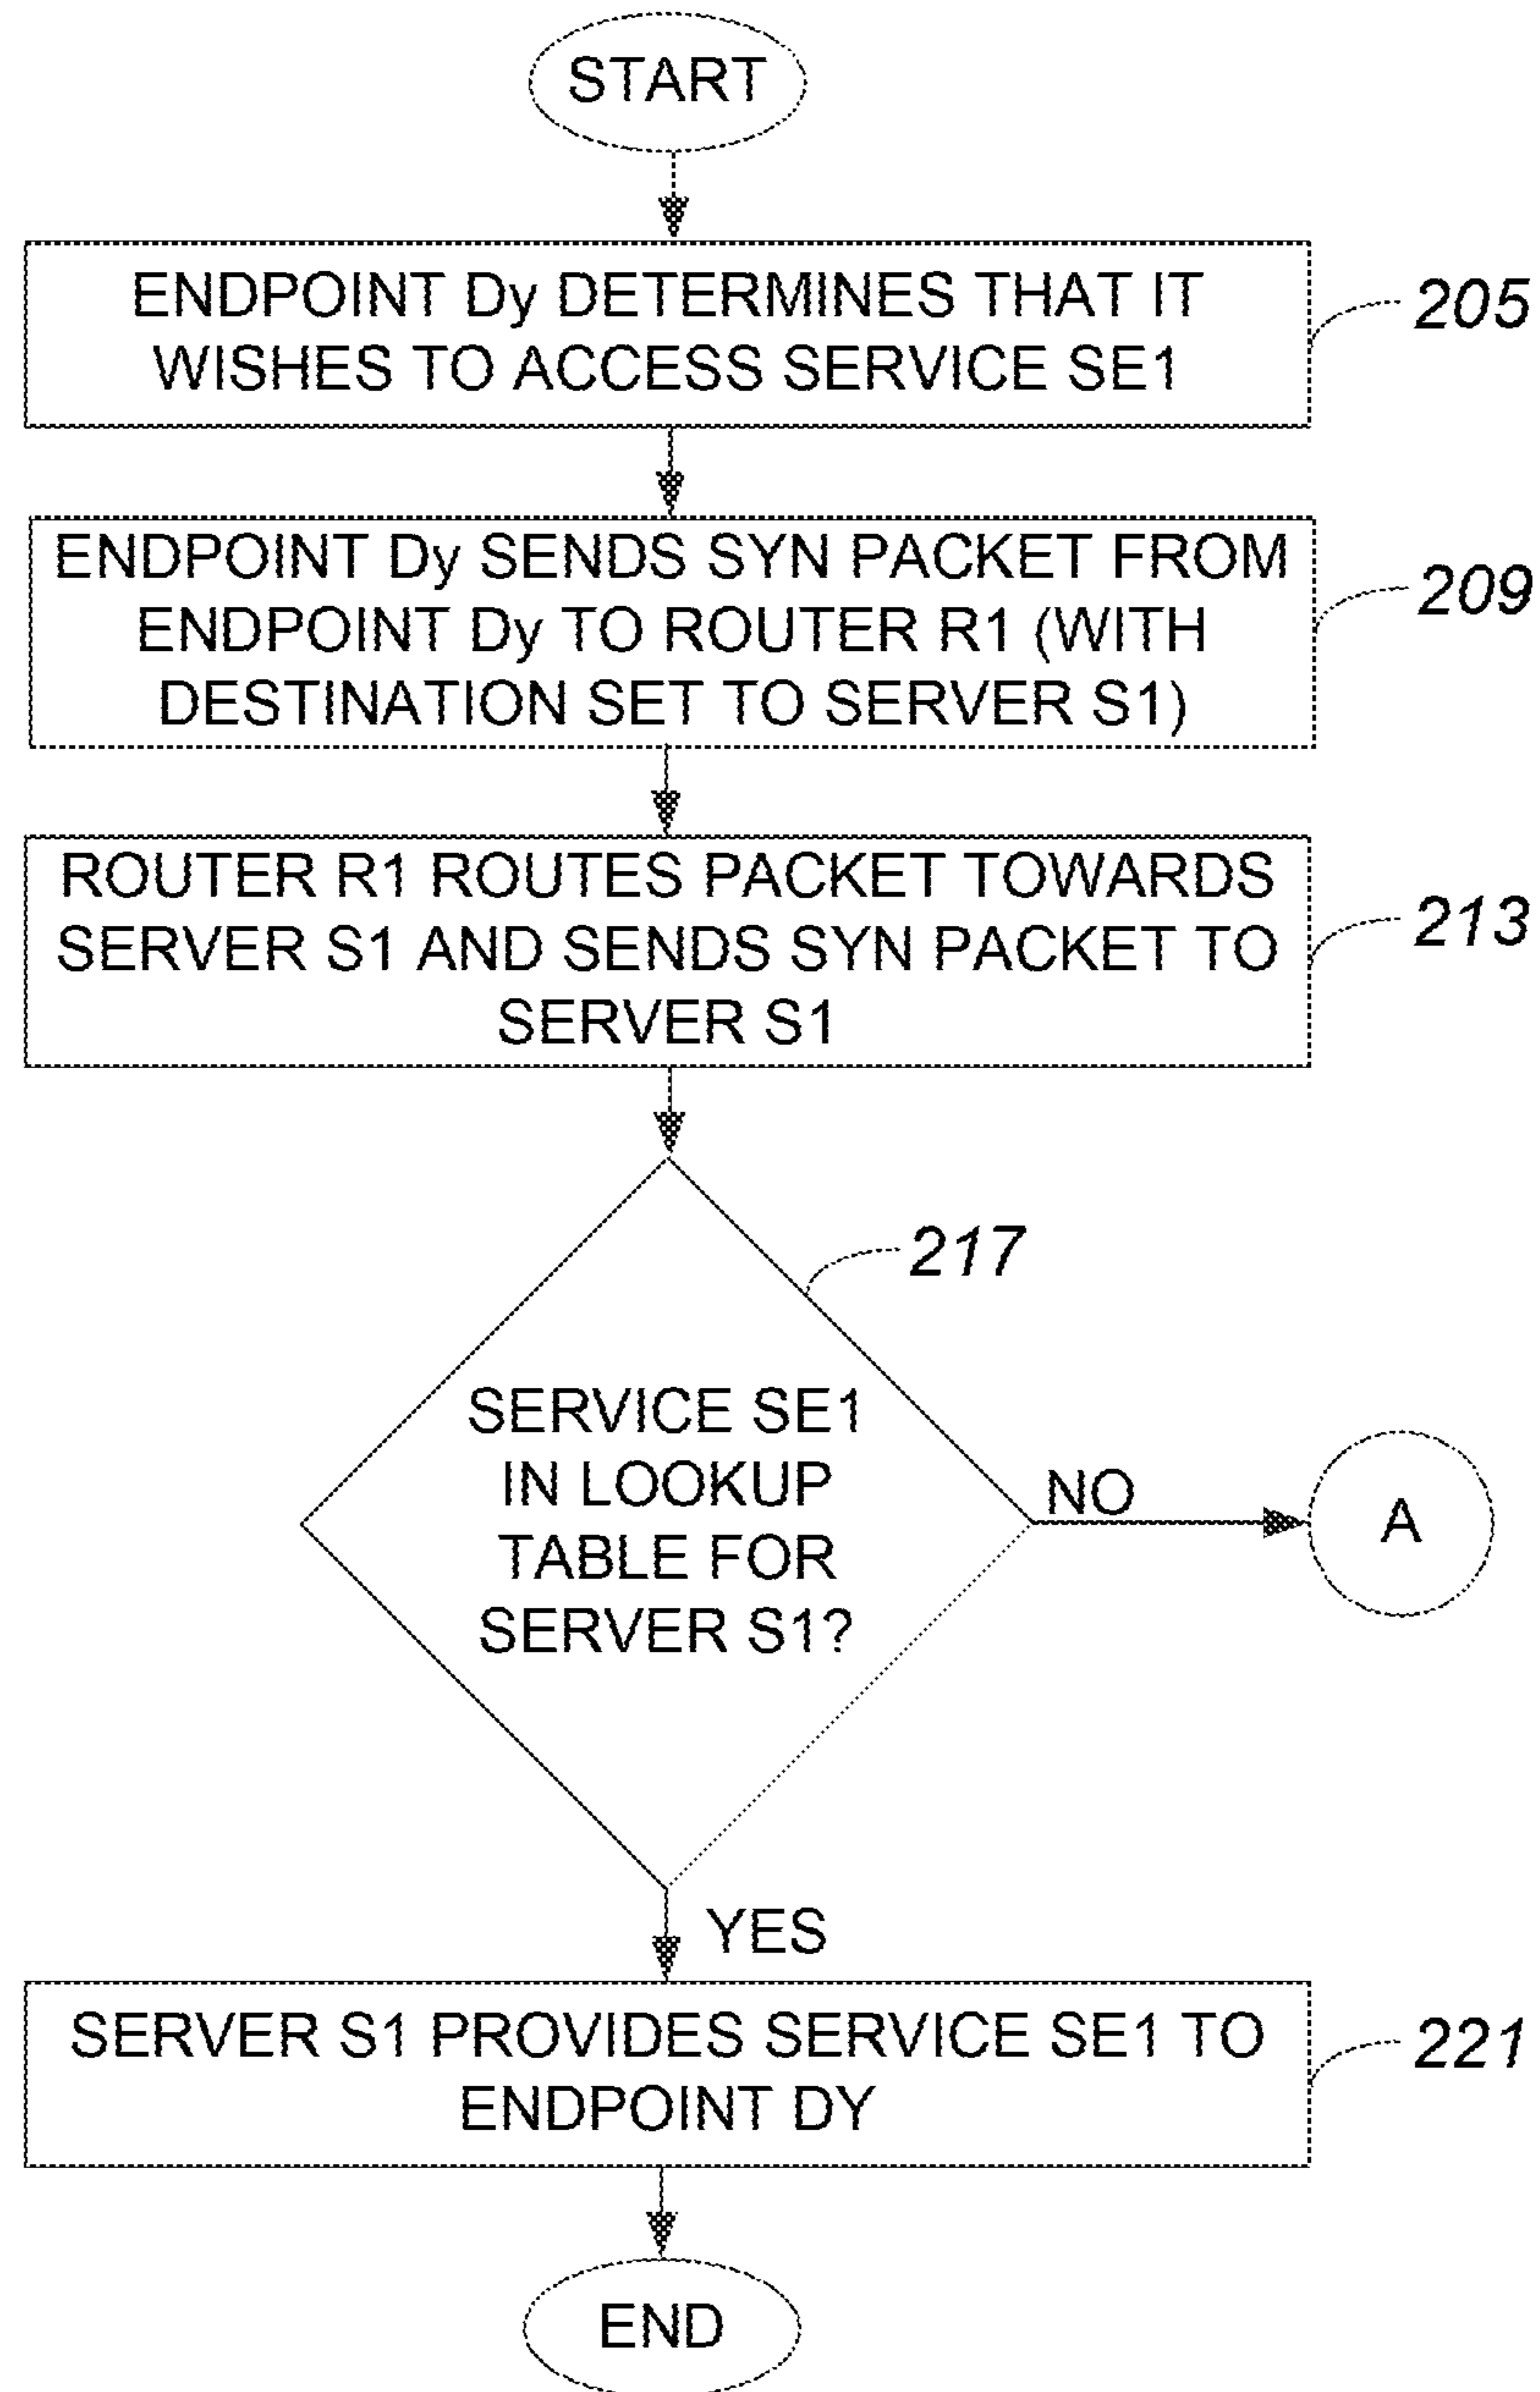 START
ENDPOINT Dy DETERMINES THAT IT
WISHES TO ACCESS SERVICE SE1
205
ENDPOINT Dy SENDS SYN PACKET FROM
ENDPOINT Dy TO ROUTER R1 (WITH
DESTINATION SET TO SERVER S1)
209
ROUTER R1 ROUTES PACKET TOWARDS
SERVER S1 AND SENDS SYN PACKET TO
SERVER S1
213
217
SERVICE SE1
IN LOOKUP
TABLE FOR
SERVER S1?
NO
A
YES
SERVER S1 PROVIDES SERVICE SE1 TO
ENDPOINT DY
221
END